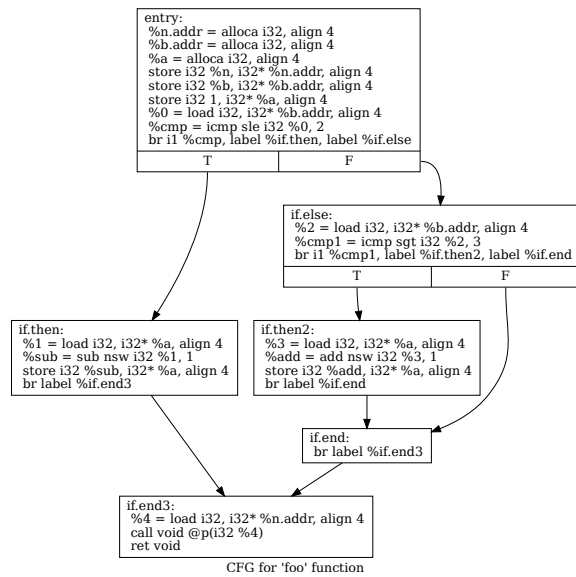 entry:
%n.addr = alloca i32, align 4
%b.addr = alloca i32, align 4
%a = alloca i32, align 4
store i32 %n, i32* %n.addr, align 4
store i32 %b, i32* %b.addr, align 4
store i32 1, i32* %a, align 4
%0 = load i32, i32* %b.addr, align 4
%cmp = icmp sle i32 %0, 2
br i1 %cmp, label %if.then, label %if.else
T F
if.else:
%2 = load i32, i32* %b.addr, align 4
%cmp1 = icmp sgt i32 %2, 3
br i1 %cmp1, label %if.then2, label %if.end
T F
if.then:
%1 = load i32, i32* %a, align 4
%sub = sub nsw i32 %1, 1
store i32 %sub, i32* %a, align 4
br label %if.end3
if.then2:
%3 = load i32, i32* %a, align 4
%add = add nsw i32 %3, 1
store i32 %add, i32* %a, align 4
br label %if.end
if.end:
br label %if.end3
if.end3:
%4 = load i32, i32* %n.addr, align 4
call void @p(i32 %4)
ret void
CFG for 'foo' function